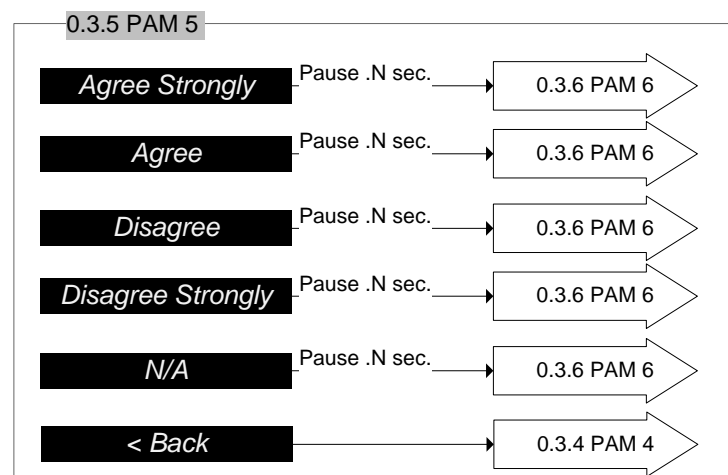 0.3.5 PAM 5
Agree Strongly Pause .N sec. 0.3.6 PAM 6
Agree Pause .N sec. 0.3.6 PAM 6
Disagree Pause .N sec. 0.3.6 PAM 6
Disagree Strongly Pause .N sec. 0.3.6 PAM 6
N/A Pause .N sec. 0.3.6 PAM 6
< Back 0.3.4 PAM 4